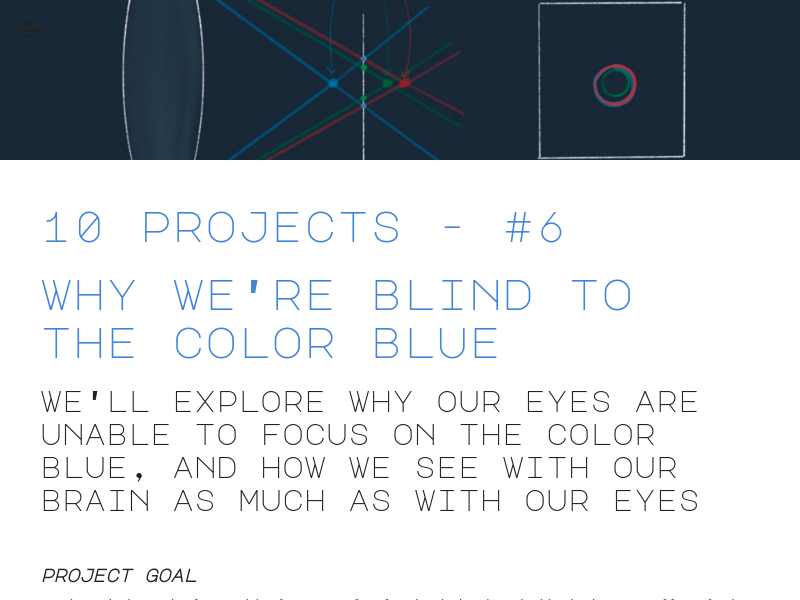 10 PROJECTS - #6
WHY WE'RE BLIND TO
THE COLOR BLUE
WE'LL EXPLORE WHY OUR EYES ARE
UNABLE TO FOCUS ON THE COLOR
BLUE, AND HOW WE SEE WITH OUR
BRAIN AS MUCH AS WITH OUR EYES
PROJECT GOAL